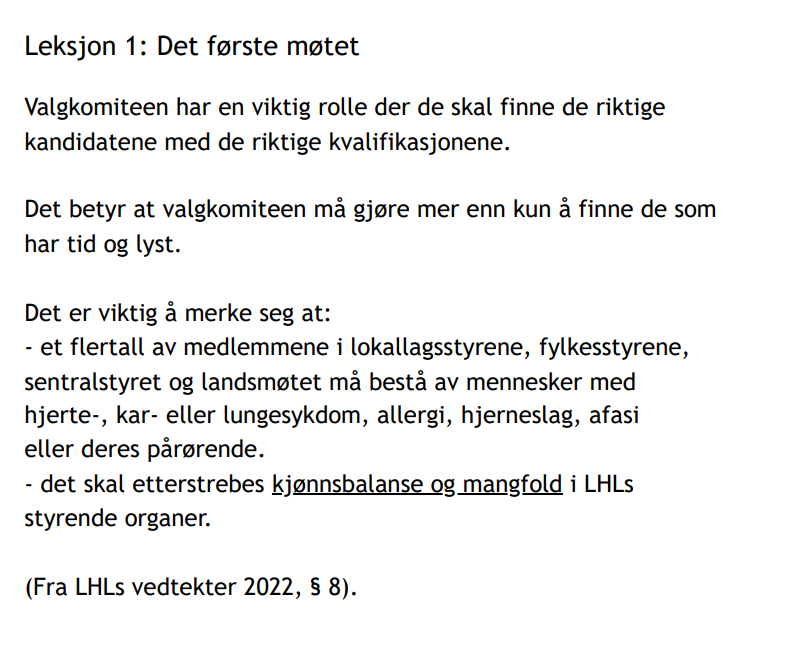 Leksjon 1: Det første møtet
Valgkomiteen har en viktig rolle der de skal finne de riktige
kandidatene med de riktige kvalifikasjonene.
Det betyr at valgkomiteen må gjøre mer enn kun å finne de som
har tid og lyst.
Det er viktig å merke seg at:
- et flertall av medlemmene i lokallagsstyrene, fylkesstyrene,
sentralstyret og landsmøtet må bestå av mennesker med
hjerte-, kar- eller lungesykdom, allergi, hjerneslag, afasi
eller deres pårørende.
- det skal etterstrebes kjønnsbalanse og mangfold i LHLs
styrende organer.
(Fra LHLs vedtekter 2022, § 8).